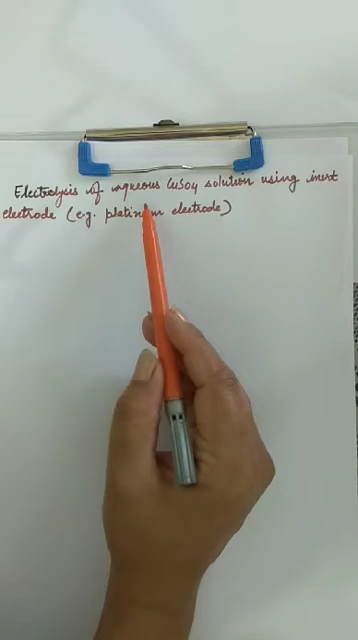 Electrolysis of aqueous CuSO4 solution using inert
electrode (e.g. platinum electrode)